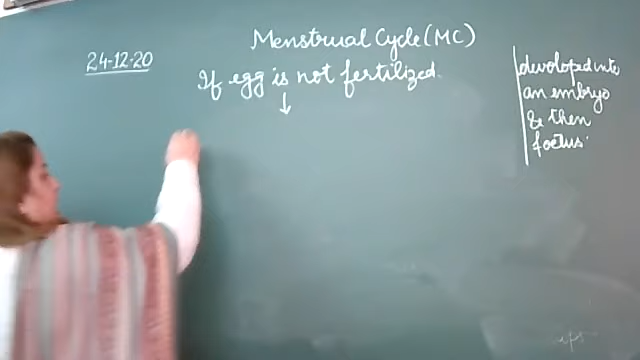 Menstrual Cycle (MC)
24-12-20
If egg is not fertilized.
↓
developed into
an embryo
& then
foetus.